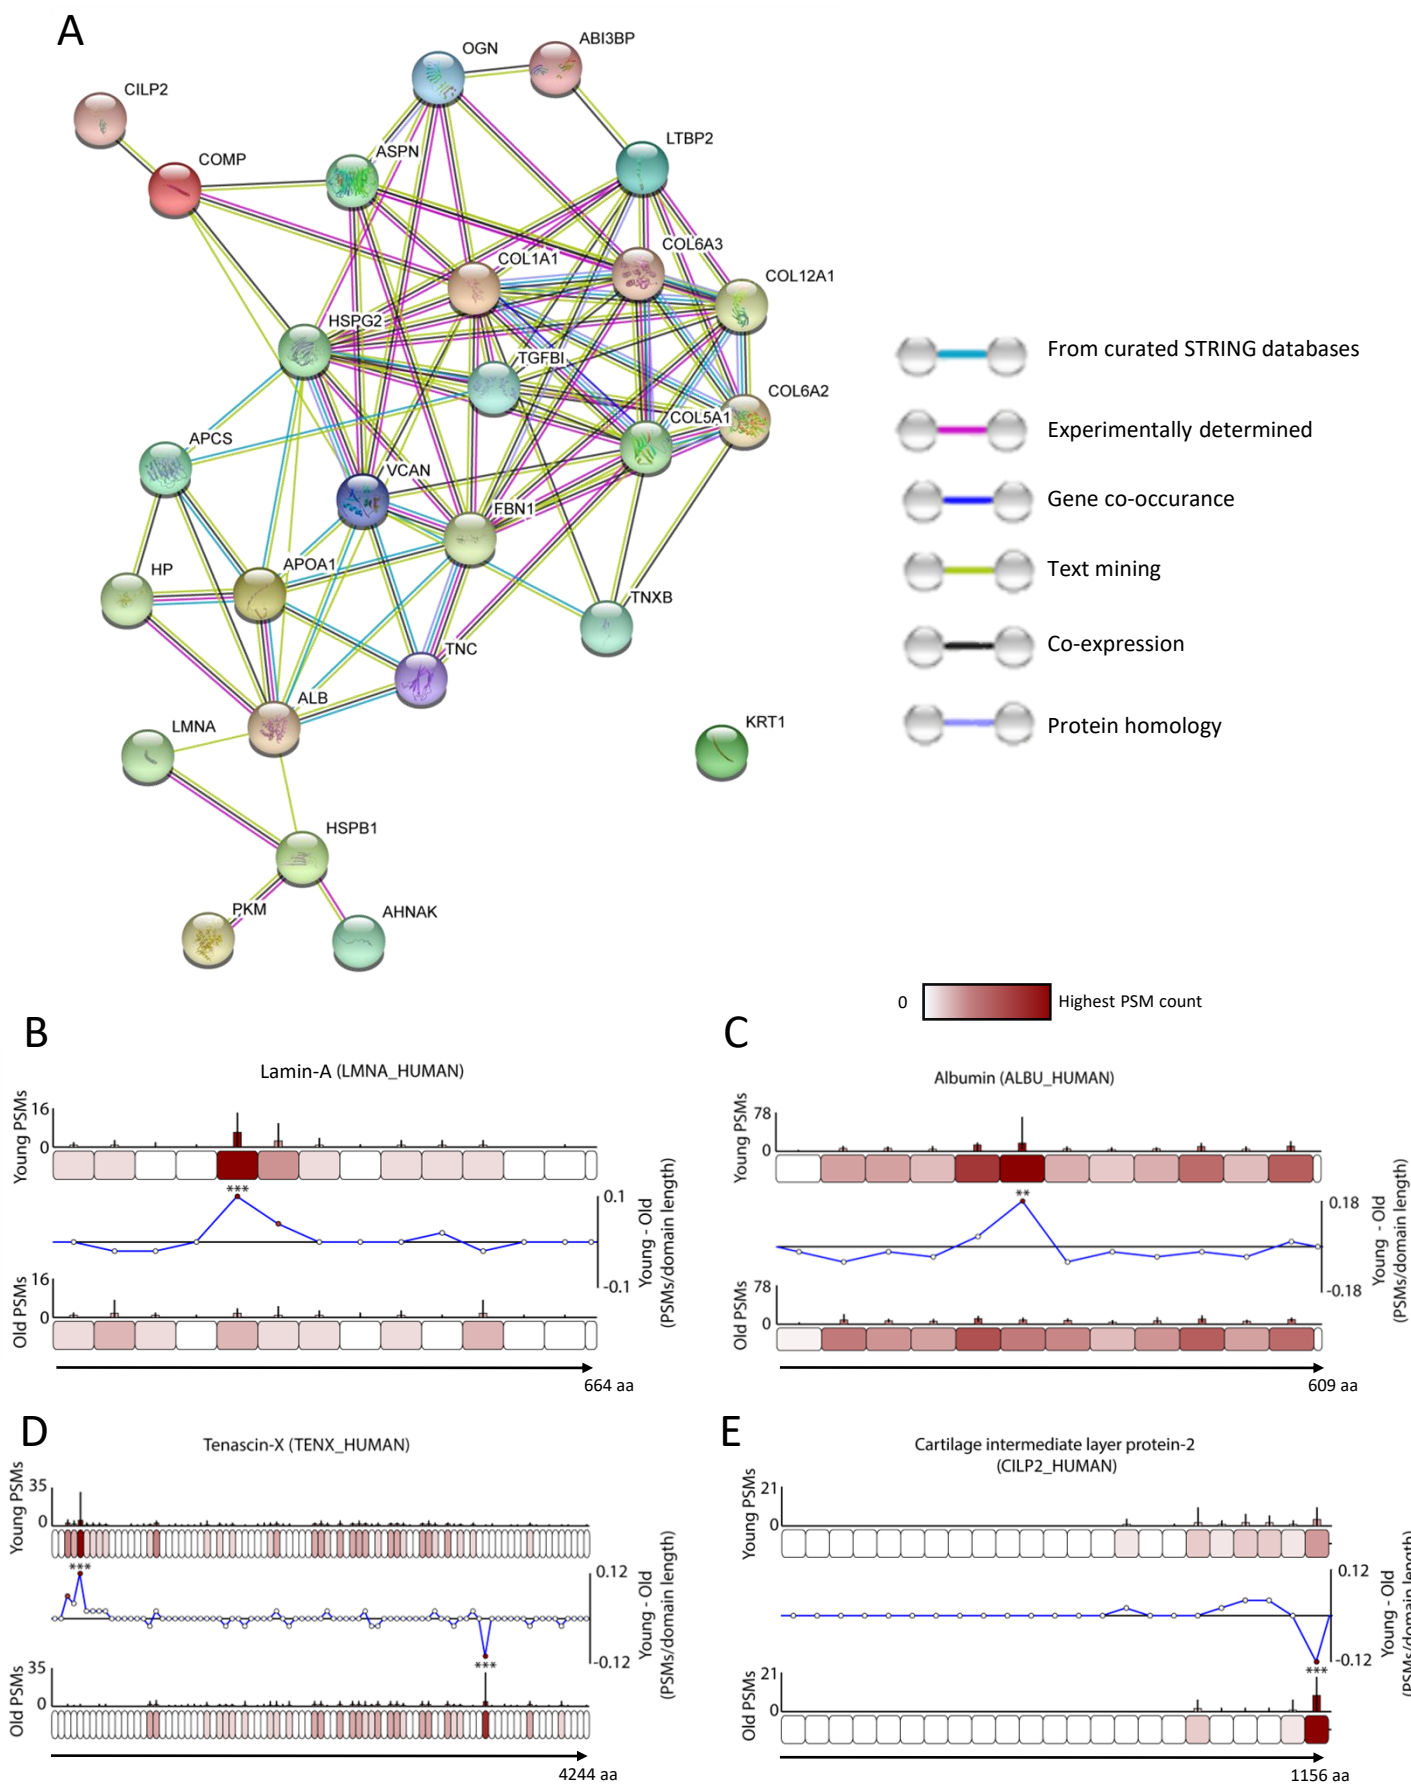 A
OGN
ABI3BP
CILP2
LTBP2
ASPN
COMP
COL6A3
COL1A1
COL12A1
HSPG2
TGFBI
COL6A2
COL5A1
APCS
VCAN
FBN1
HP
APOA1
TNXB
TNC
ALB
LMNA
KRT1
HSPB1
PKM
AHNAK
From curated STRING databases
Experimentally determined
Gene co-occurance
Text mining
Co-expression
Protein homology
0
Highest PSM count
B
Lamin-A (LMNA_HUMAN)
Young PSMs
16
0
***
0.1
-0.1
Young - Old
(PSMs/domain length)
Old PSMs
16
0
664 aa
C
Albumin (ALBU_HUMAN)
Young PSMs
78
0
**
0.18
-0.18
Young - Old
(PSMs/domain length)
Old PSMs
78
0
609 aa
D
Tenascin-X (TENX_HUMAN)
Young PSMs
35
0
***
0.12
-0.12
Young - Old
(PSMs/domain length)
***
Old PSMs
35
0
4244 aa
E
Cartilage intermediate layer protein-2
(CILP2_HUMAN)
Young PSMs
21
0
0.12
-0.12
Young - Old
(PSMs/domain length)
***
Old PSMs
21
0
1156 aa